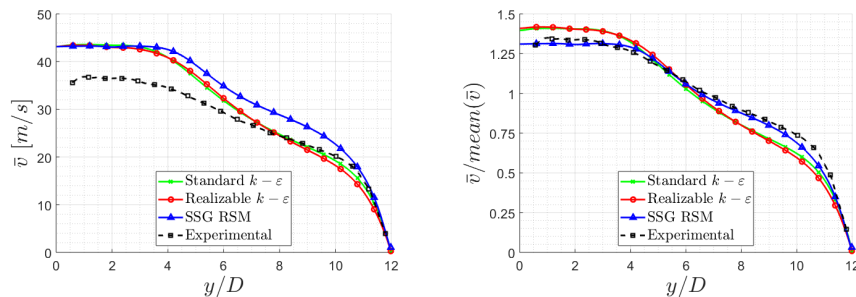 50
40
30
20
10
0
v̄ [m/s]
0 2 4 6 8 10 12
y/D
Standard k − ε
Realizable k − ε
SSG RSM
Experimental
1.5
1.25
1
0.75
0.5
0.25
0
v̄/mean(v̄)
0 2 4 6 8 10 12
y/D
Standard k − ε
Realizable k − ε
SSG RSM
Experimental